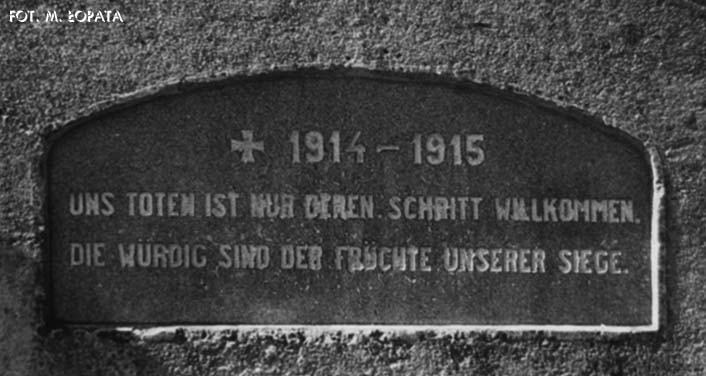 FOT. M. ŁOPATA
✠ 1914 – 1915
UNS TOTEN IST NUR DEREN. SCHRITT WILLKOMMEN.
DIE WÜRDIG SIND DER FRÜCHTE UNSERER SIEGE.